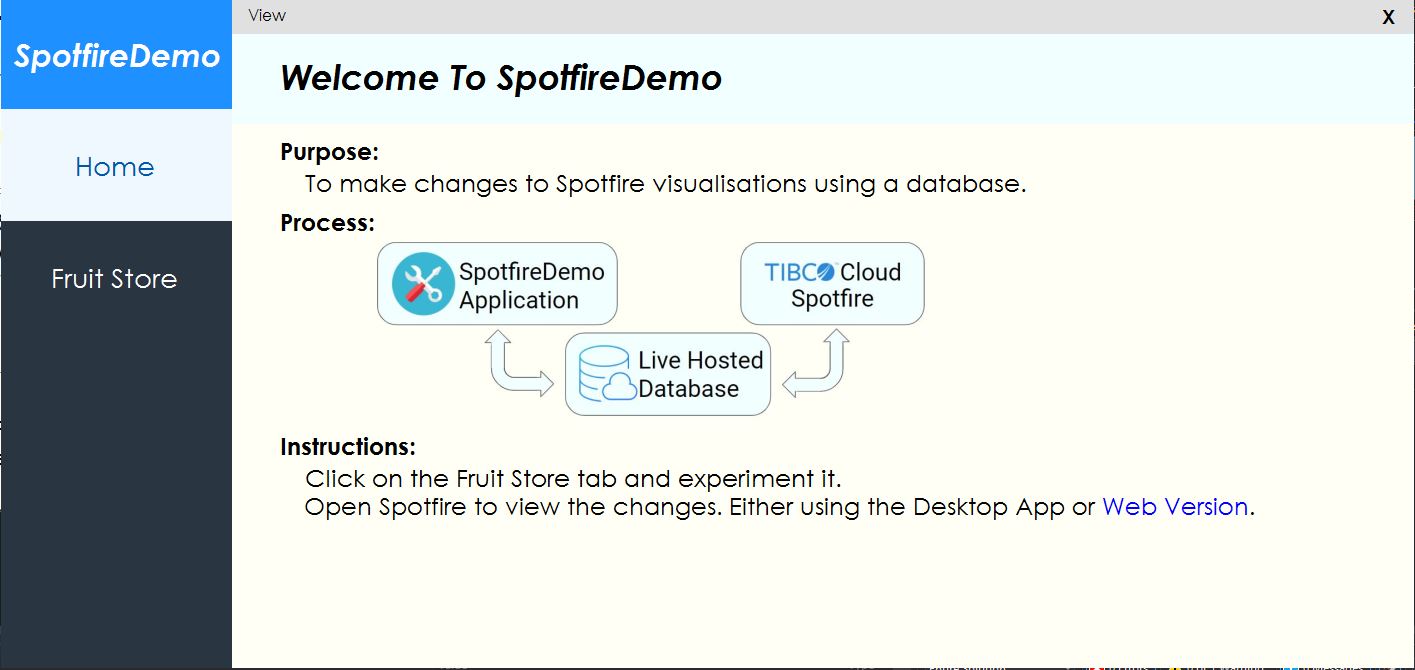 SpotfireDemo
View
X
Welcome To SpotfireDemo
Home
Fruit Store
Purpose:
To make changes to Spotfire visualisations using a database.
Process:
SpotfireDemo
Application
TIBCO Cloud
Spotfire
Live Hosted
Database
Instructions:
Click on the Fruit Store tab and experiment it.
Open Spotfire to view the changes. Either using the Desktop App or Web Version.